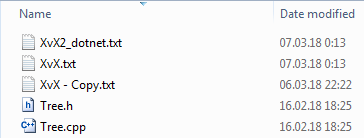 Name Date modified
XvX2_dotnet.txt 07.03.18 0:13
XvX.txt 07.03.18 0:13
XvX - Copy.txt 06.03.18 22:22
Tree.h 16.02.18 18:25
Tree.cpp 16.02.18 18:25